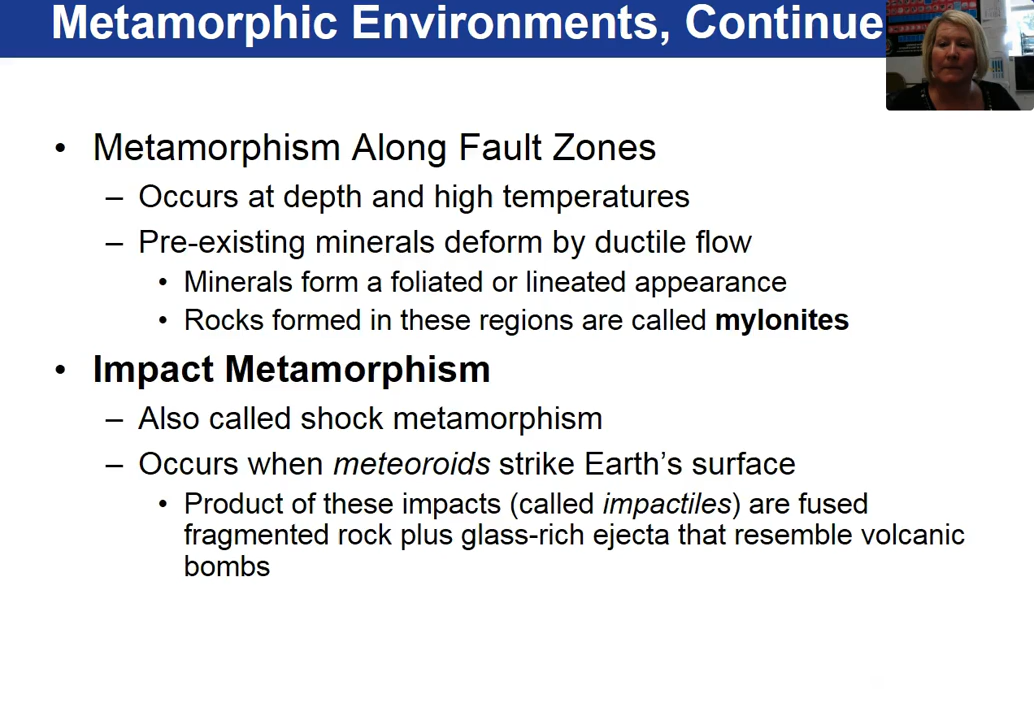 Metamorphic Environments, Continue
• Metamorphism Along Fault Zones
– Occurs at depth and high temperatures
– Pre-existing minerals deform by ductile flow
• Minerals form a foliated or lineated appearance
• Rocks formed in these regions are called mylonites
• Impact Metamorphism
– Also called shock metamorphism
– Occurs when meteoroids strike Earth's surface
• Product of these impacts (called impactiles) are fused
fragmented rock plus glass-rich ejecta that resemble volcanic
bombs